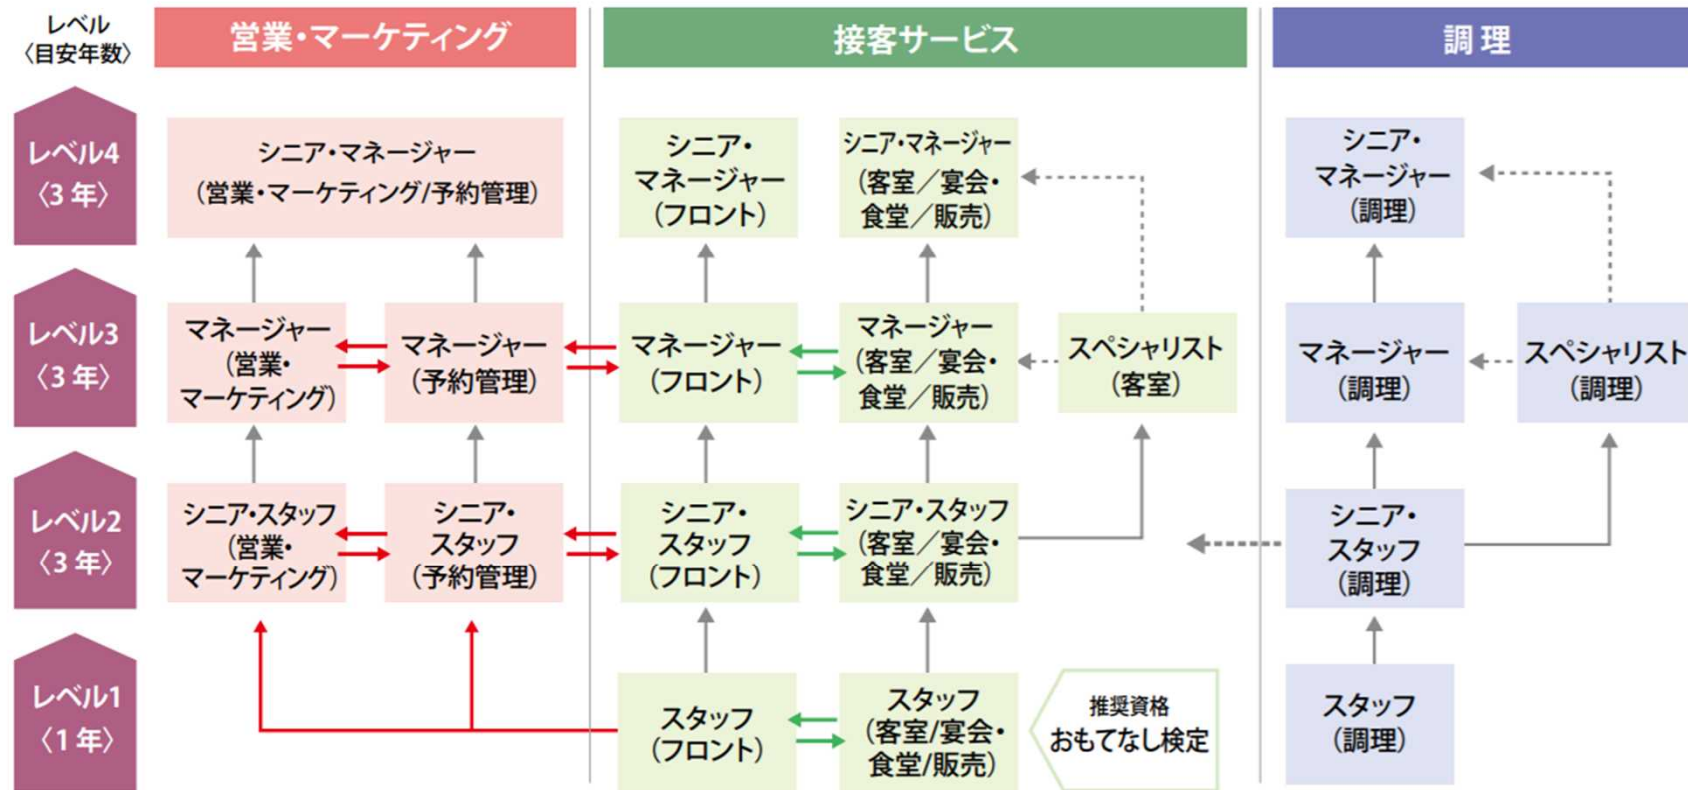 レベル
〈目安年数〉
営業・マーケティング
接客サービス
調 理
レベル4
〈3 年〉
シニア・マネージャー
(営業・マーケティング/予約管理)
シニア・
マネージャー
(フロント)
シニア・マネージャー
(客室／宴会・
食堂／販売)
シニア・
マネージャー
(調理)
レベル3
〈3 年〉
マネージャー
(営業・
マーケティング)
マネージャー
(予約管理)
マネージャー
(フロント)
マネージャー
(客室／宴会・
食堂／販売)
スペシャリスト
(客室)
マネージャー
(調理)
スペシャリスト
(調理)
レベル2
〈3 年〉
シニア・スタッフ
(営業・
マーケティング)
シニア・
スタッフ
(予約管理)
シニア・
スタッフ
(フロント)
シニア・スタッフ
(客室／宴会・
食堂／販売)
シニア・
スタッフ
(調理)
レベル1
〈1 年〉
スタッフ
(フロント)
スタッフ
(客室/宴会・
食堂/販売)
推奨資格
おもてなし検定
スタッフ
(調理)